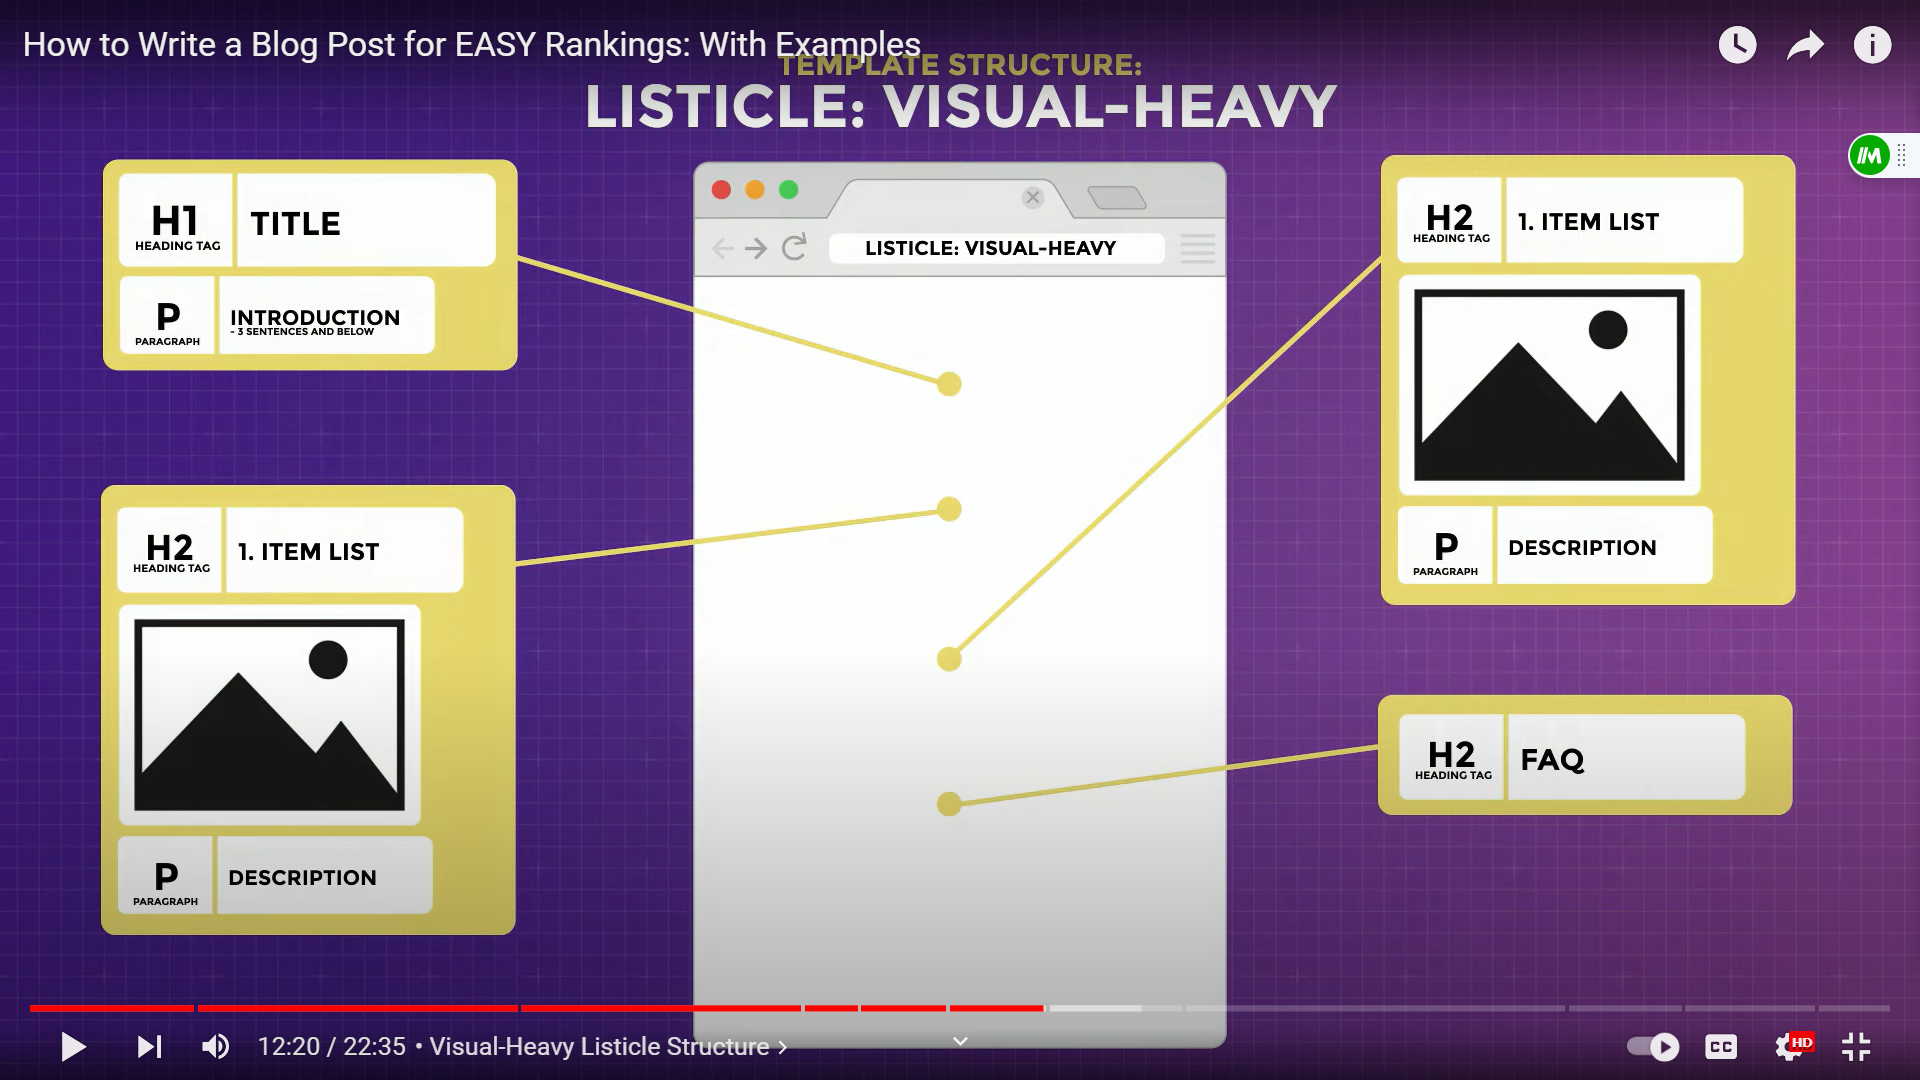 How to Write a Blog Post for EASY Rankings: With Examples
TEMPLATE STRUCTURE:
LISTICLE: VISUAL-HEAVY
H1
HEADING TAG
TITLE
P
PARAGRAPH
INTRODUCTION
- 3 SENTENCES AND BELOW
H2
HEADING TAG
1. ITEM LIST
P
PARAGRAPH
DESCRIPTION
LISTICLE: VISUAL-HEAVY
H2
HEADING TAG
1. ITEM LIST
P
PARAGRAPH
DESCRIPTION
H2
HEADING TAG
FAQ
12:20 / 22:35 • Visual-Heavy Listicle Structure
CC
HD